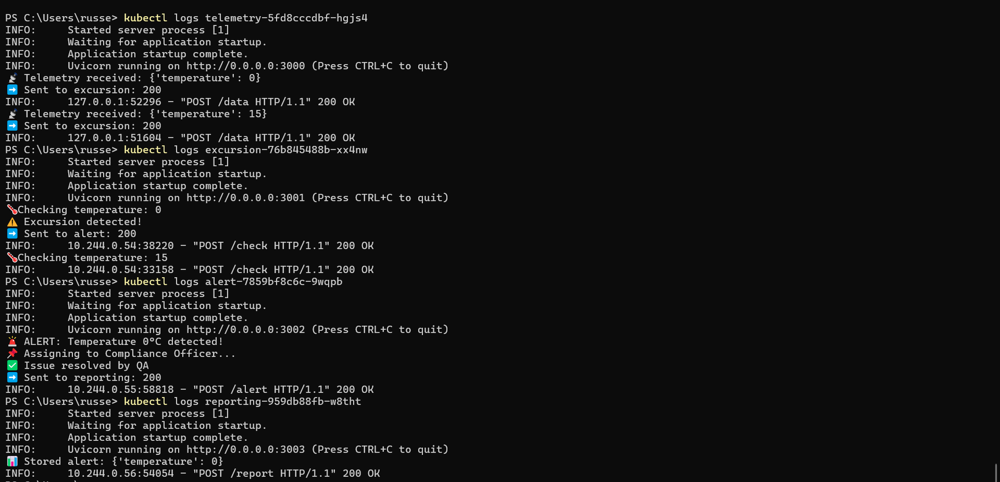 PS C:\Users\russe> kubectl logs telemetry-5fd8cccdbf-hgjs4
INFO:     Started server process [1]
INFO:     Waiting for application startup.
INFO:     Application startup complete.
INFO:     Uvicorn running on http://0.0.0.0:3000 (Press CTRL+C to quit)
📡 Telemetry received: {'temperature': 0}
➡️ Sent to excursion: 200
INFO:     127.0.0.1:52296 - "POST /data HTTP/1.1" 200 OK
📡 Telemetry received: {'temperature': 15}
➡️ Sent to excursion: 200
INFO:     127.0.0.1:51604 - "POST /data HTTP/1.1" 200 OK
PS C:\Users\russe> kubectl logs excursion-76b845488b-xx4nw
INFO:     Started server process [1]
INFO:     Waiting for application startup.
INFO:     Application startup complete.
INFO:     Uvicorn running on http://0.0.0.0:3001 (Press CTRL+C to quit)
🌡️Checking temperature: 0
⚠️ Excursion detected!
➡️ Sent to alert: 200
INFO:     10.244.0.54:38220 - "POST /check HTTP/1.1" 200 OK
🌡️Checking temperature: 15
INFO:     10.244.0.54:33158 - "POST /check HTTP/1.1" 200 OK
PS C:\Users\russe> kubectl logs alert-7859bf8c6c-9wqpb
INFO:     Started server process [1]
INFO:     Waiting for application startup.
INFO:     Application startup complete.
INFO:     Uvicorn running on http://0.0.0.0:3002 (Press CTRL+C to quit)
🚨 ALERT: Temperature 0°C detected!
📌 Assigning to Compliance Officer...
✅ Issue resolved by QA
➡️ Sent to reporting: 200
INFO:     10.244.0.55:58818 - "POST /alert HTTP/1.1" 200 OK
PS C:\Users\russe> kubectl logs reporting-959db88fb-w8tht
INFO:     Started server process [1]
INFO:     Waiting for application startup.
INFO:     Application startup complete.
INFO:     Uvicorn running on http://0.0.0.0:3003 (Press CTRL+C to quit)
📊 Stored alert: {'temperature': 0}
INFO:     10.244.0.56:54054 - "POST /report HTTP/1.1" 200 OK